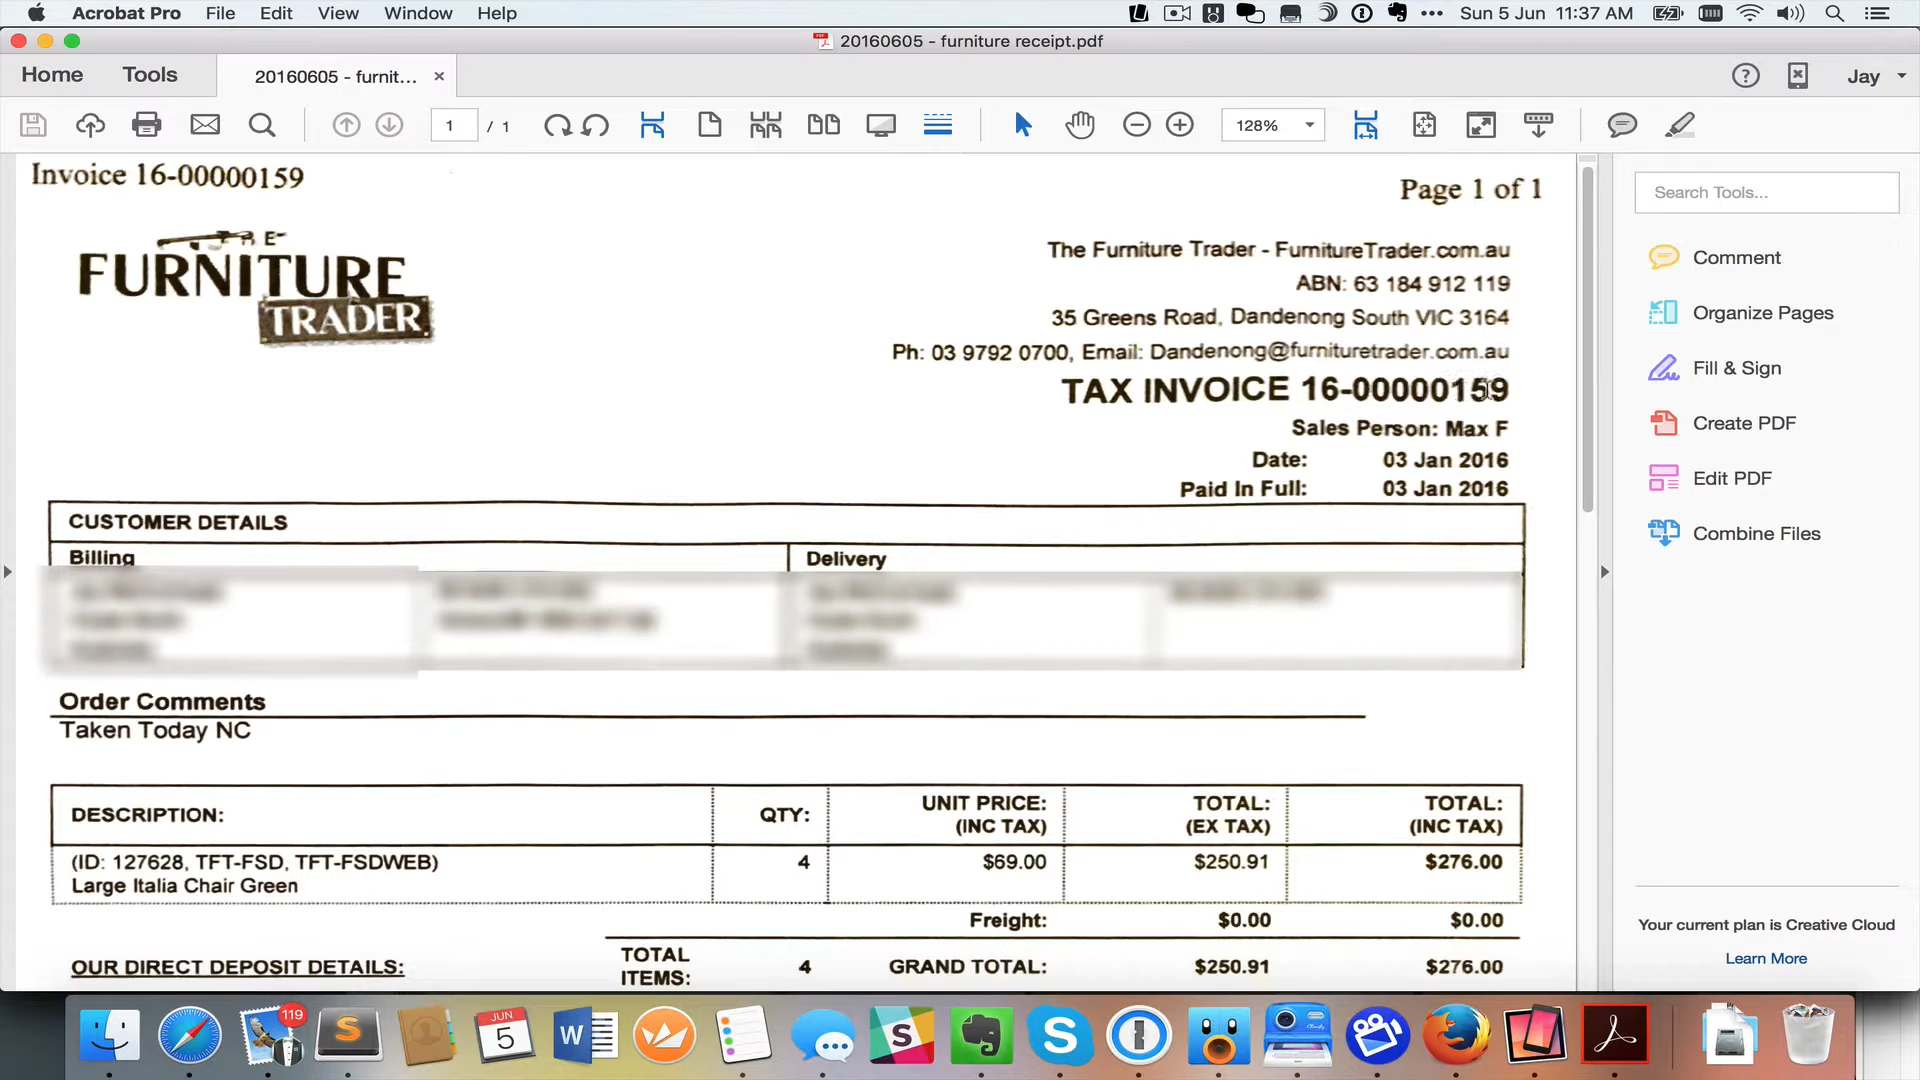 Acrobat Pro File Edit View Window Help Sun 5 Jun 11:37 AM
20160605 - furniture receipt.pdf
Home Tools 20160605 - furnit... × Jay
1 / 1 128%
Invoice 16-00000159
Page 1 of 1
THE
FURNITURE
TRADER
The Furniture Trader - FurnitureTrader.com.au
ABN: 63 184 912 119
35 Greens Road, Dandenong South VIC 3164
Ph: 03 9792 0700, Email: Dandenong@furnituretrader.com.au
TAX INVOICE 16-00000159
Sales Person: Max F
Date: 03 Jan 2016
Paid In Full: 03 Jan 2016
CUSTOMER DETAILS
Billing Delivery
Order Comments
Taken Today NC
DESCRIPTION: QTY: UNIT PRICE: (INC TAX) TOTAL: (EX TAX) TOTAL: (INC TAX)
(ID: 127628, TFT-FSD, TFT-FSDWEB) 4 $69.00 $250.91 $276.00
Large Italia Chair Green
Freight: $0.00 $0.00
OUR DIRECT DEPOSIT DETAILS: TOTAL ITEMS: 4 GRAND TOTAL: $250.91 $276.00
Search Tools...
Comment
Organize Pages
Fill & Sign
Create PDF
Edit PDF
Combine Files
Your current plan is Creative Cloud
Learn More
119
JUN
5